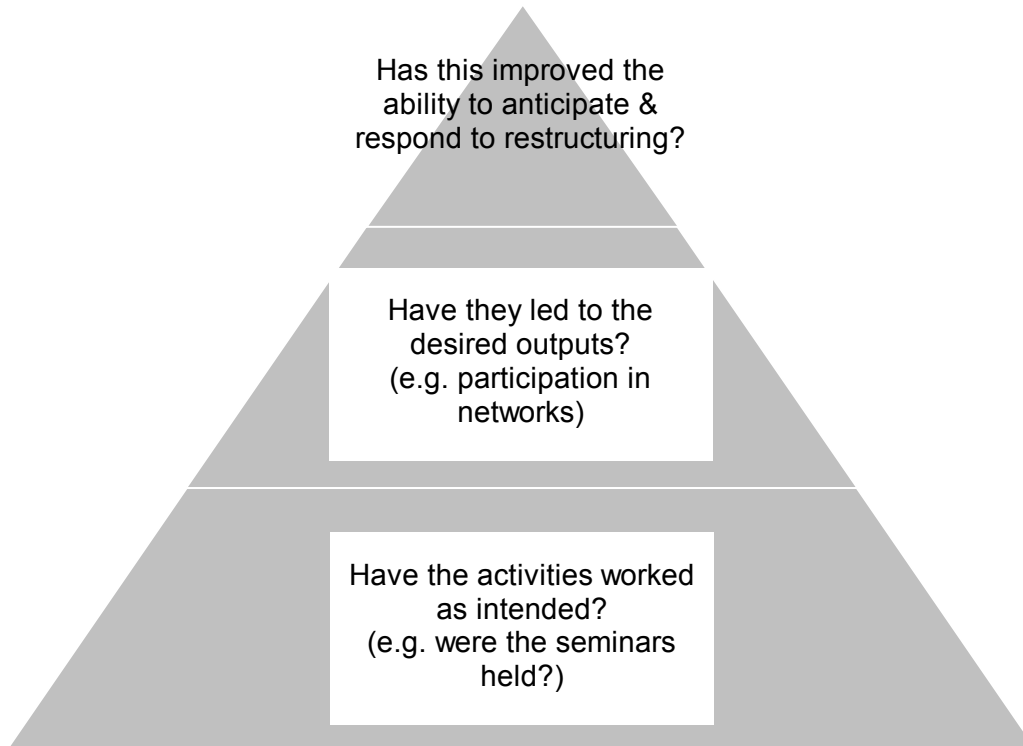 Has this improved the
ability to anticipate &
respond to restructuring?
Have they led to the
desired outputs?
(e.g. participation in
networks)
Have the activities worked
as intended?
(e.g. were the seminars
held?)